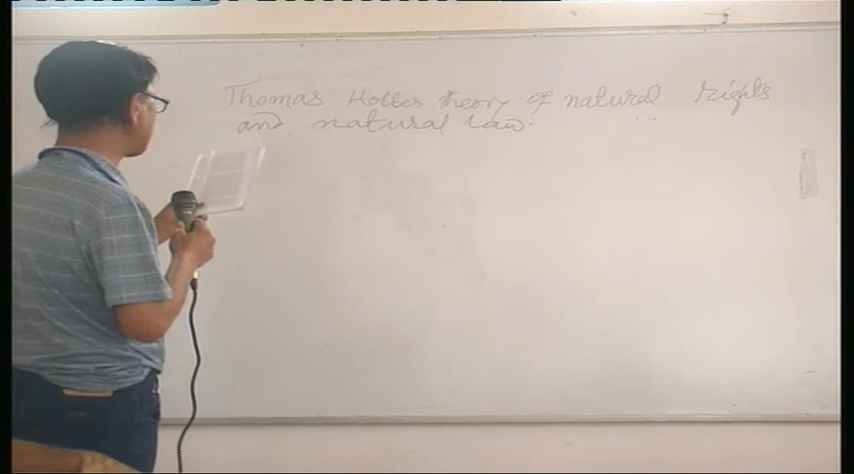 Thomas Hobbes theory of natural rights
and natural law.